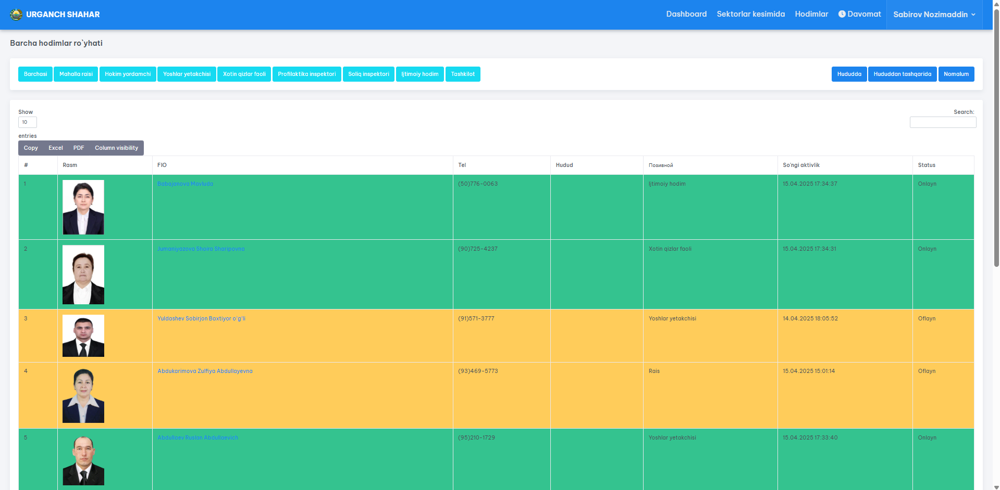 URGANCH SHAHAR
Dashboard Sektorlar kesimida Hodimlar Davomat Sabirov Nozimaddin
Barcha hodimlar ro`yhati
Barchasi Mahalla raisi Hokim yordamchi Yoshlar yetakchisi Xotin qizlar faoli Profilaktika inspektori Soliq inspektori Ijtimoiy hodim Tashkilot
Hududda Hududdan tashqarida Nomalum
Show
10
entries
Search:
Copy Excel PDF Column visibility
# Rasm FIO Tel Hudud Позивной So'ngi aktivlik Status
1 Babajanova Mavluda (50)776-0063 Ijtimoiy hodim 15.04.2025 17:34:37 Onlayn
2 Jumaniyazova Shoira Sharipovna (90)725-4237 Xotin qizlar faoli 15.04.2025 17:34:31 Onlayn
3 Yuldashev Sobirjon Baxtiyor o'g'li (91)571-3777 Yoshlar yetakchisi 14.04.2025 18:05:52 Oflayn
4 Abdukarimova Zulfiya Abdullayevna (93)469-5773 Rais 15.04.2025 15:01:14 Oflayn
5 Abdullaev Ruslan Abdullaevich (95)210-1729 Yoshlar yetakchisi 15.04.2025 17:33:40 Onlayn